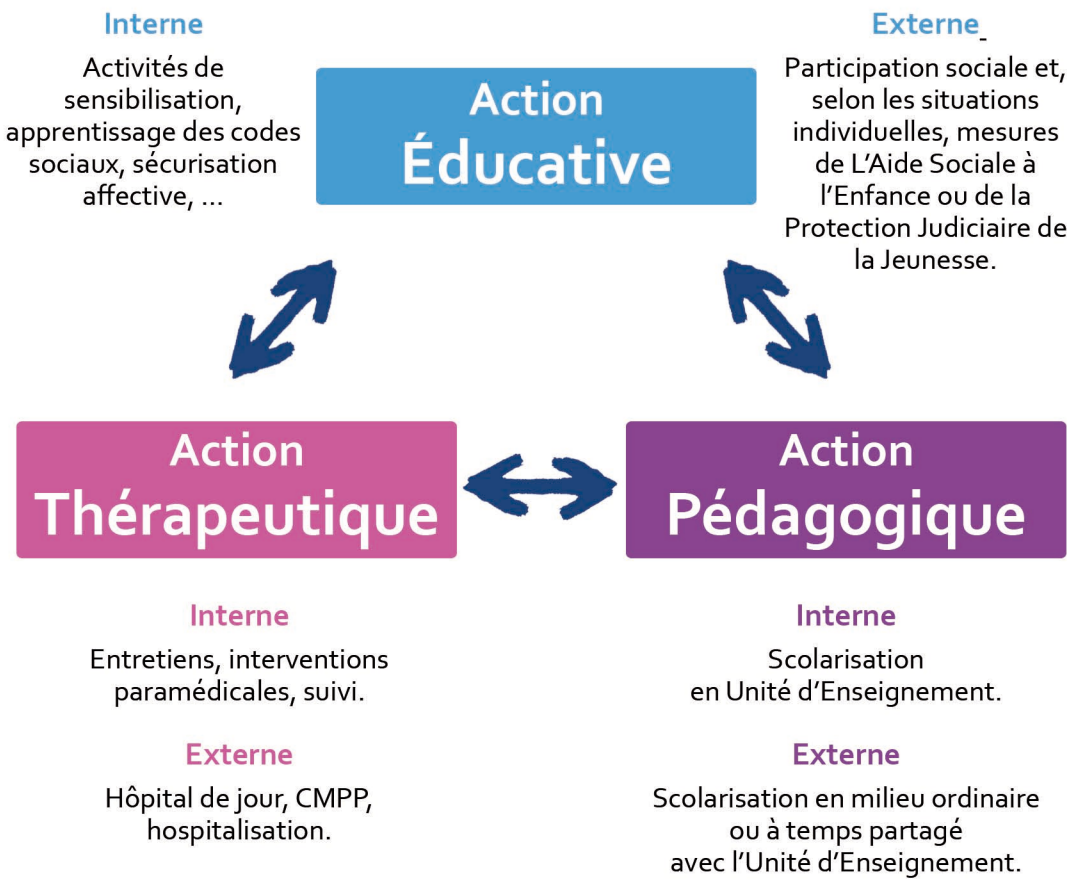 Interne
Activités de
sensibilisation,
apprentissage des codes
sociaux, sécurisation
affective, ...
Action
Éducative
Externe
Participation sociale et,
selon les situations
individuelles, mesures
de L'Aide Sociale à
l'Enfance ou de la
Protection Judiciaire de
la Jeunesse.
Action
Thérapeutique
Interne
Entretiens, interventions
paramédicales, suivi.
Externe
Hôpital de jour, CMPP,
hospitalisation.
Action
Pédagogique
Interne
Scolarisation
en Unité d'Enseignement.
Externe
Scolarisation en milieu ordinaire
ou à temps partagé
avec l'Unité d'Enseignement.